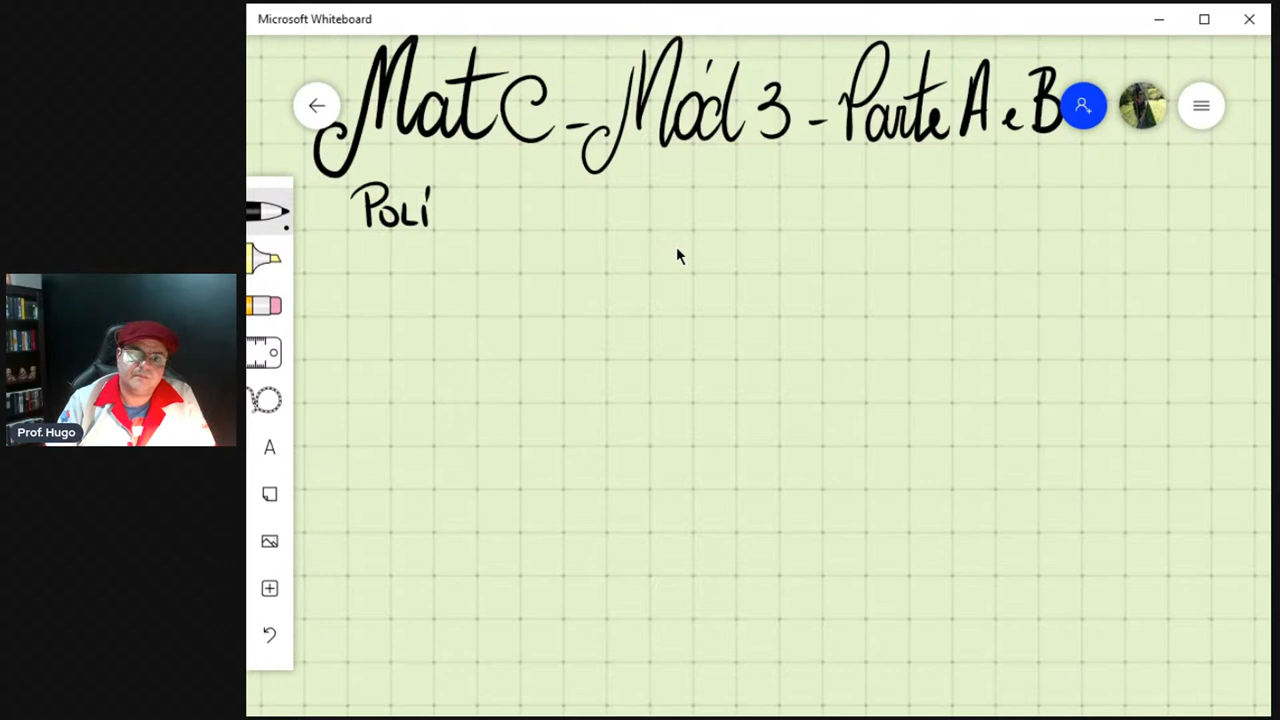 Microsoft Whiteboard
Mat C - Mód 3 - Parte A e B
Polí
A
Prof. Hugo